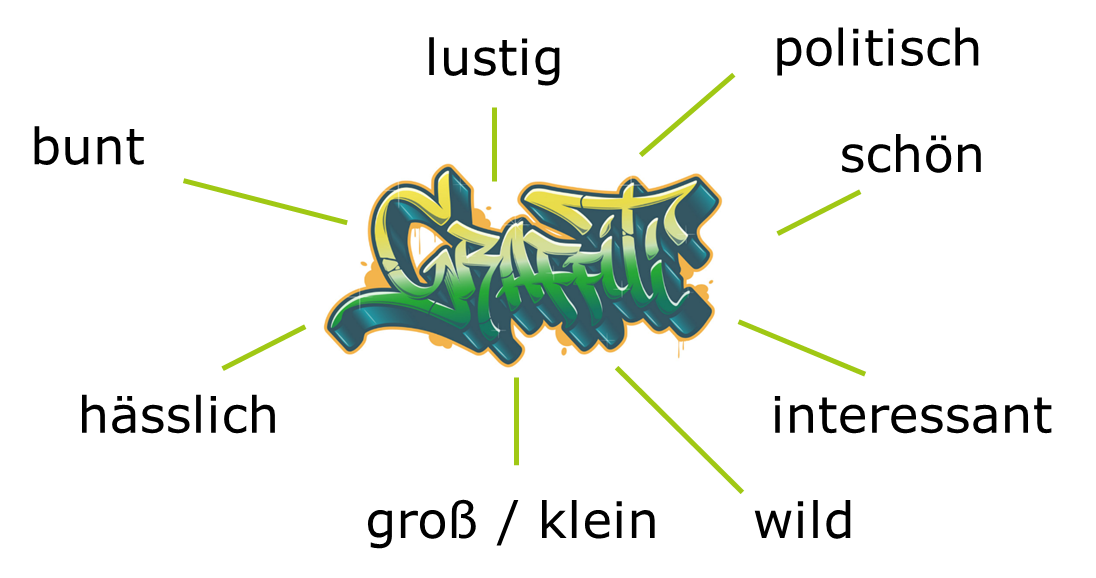 lustig
politisch
bunt
schön
GRAFFITI
hässlich
interessant
groß / klein
wild